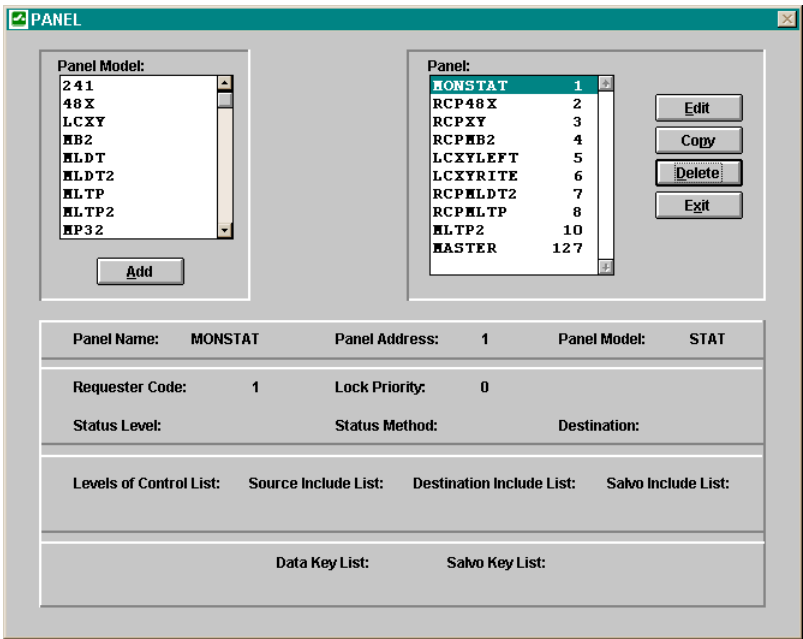 PANEL
Panel Model:
241
48X
LCXY
MB2
MLDT
MLDT2
MLTP
MLTP2
MP32
Add
Panel:
MONSTAT 1
RCP48X 2
RCPXY 3
RCPMB2 4
LCXYLEFT 5
LCXYRITE 6
RCPMLDT2 7
RCPMLTP 8
MLTP2 10
MASTER 127
Edit
Copy
Delete
Exit
Panel Name: MONSTAT Panel Address: 1 Panel Model: STAT
Requester Code: 1 Lock Priority: 0
Status Level: Status Method: Destination:
Levels of Control List: Source Include List: Destination Include List: Salvo Include List:
Data Key List: Salvo Key List: